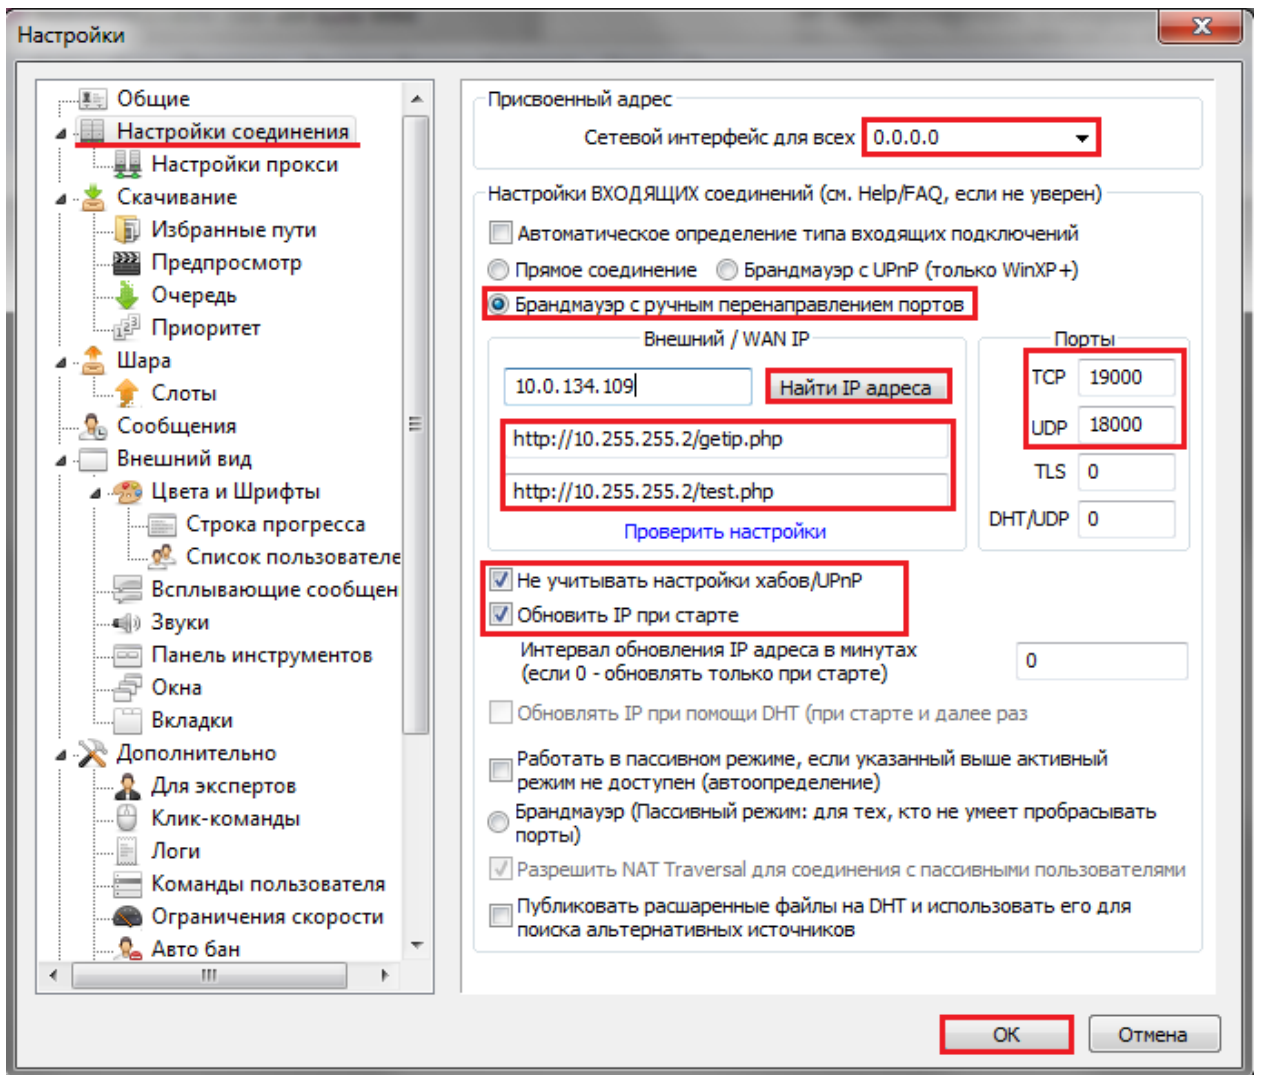 Настройки
Общие
Настройки соединения
Настройки прокси
Скачивание
Избранные пути
Предпросмотр
Очередь
Приоритет
Шара
Слоты
Сообщения
Внешний вид
Цвета и Шрифты
Строка прогресса
Список пользователе
Всплывающие сообщен
Звуки
Панель инструментов
Окна
Вкладки
Дополнительно
Для экспертов
Клик-команды
Логи
Команды пользователя
Ограничения скорости
Авто бан
Присвоенный адрес
Сетевой интерфейс для всех 0.0.0.0
Настройки ВХОДЯЩИХ соединений (см. Help/FAQ, если не уверен)
Автоматическое определение типа входящих подключений
Прямое соединение Брандмауэр с UPnP (только WinXP+)
Брандмауэр с ручным перенаправлением портов
Внешний / WAN IP
10.0.134.109 Найти IP адреса
http://10.255.255.2/getip.php
http://10.255.255.2/test.php
Проверить настройки
Порты
TCP 19000
UDP 18000
TLS 0
DHT/UDP 0
Не учитывать настройки хабов/UPnP
Обновить IP при старте
Интервал обновления IP адреса в минутах
(если 0 - обновлять только при старте)
0
Обновлять IP при помощи DHT (при старте и далее раз
Работать в пассивном режиме, если указанный выше активный
режим не доступен (автоопределение)
Брандмауэр (Пассивный режим: для тех, кто не умеет пробрасывать
порты)
Разрешить NAT Traversal для соединения с пассивными пользователями
Публиковать расшаренные файлы на DHT и использовать его для
поиска альтернативных источников
OK Отмена